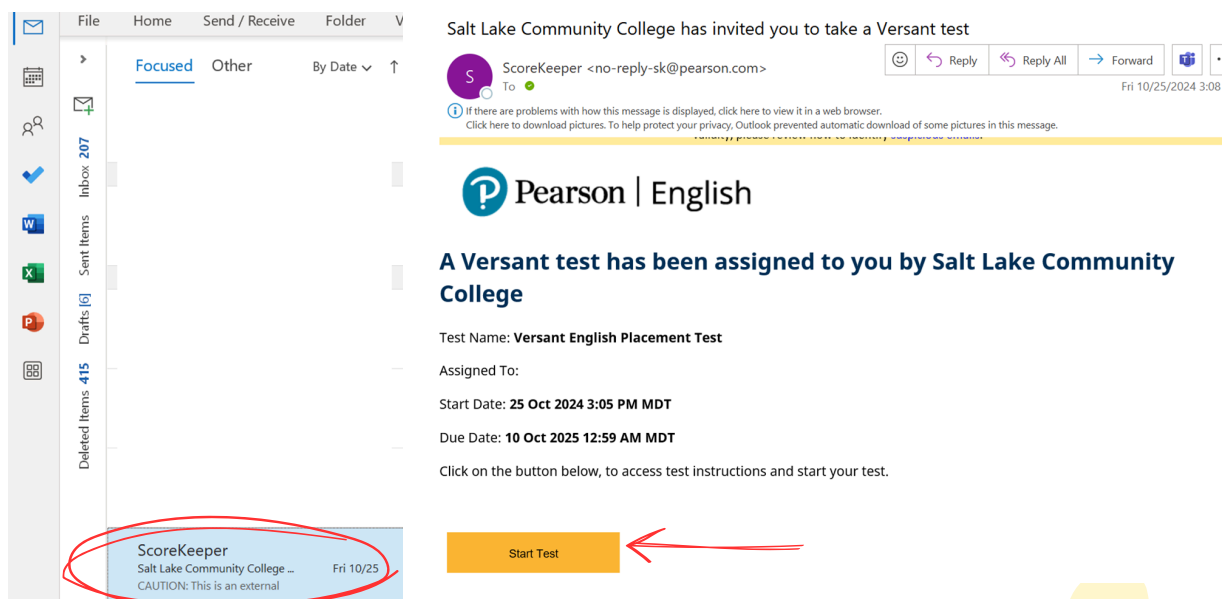 File Home Send / Receive Folder V
Focused Other By Date
Inbox 207
Sent Items
Drafts [6]
Deleted Items 415
ScoreKeeper
Salt Lake Community College ... Fri 10/25
CAUTION: This is an external
Salt Lake Community College has invited you to take a Versant test
S
ScoreKeeper <no-reply-sk@pearson.com>
To
Reply Reply All Forward
Fri 10/25/2024 3:08
If there are problems with how this message is displayed, click here to view it in a web browser.
Click here to download pictures. To help protect your privacy, Outlook prevented automatic download of some pictures in this message.
validity, please review how to identify suspicious emails.
Pearson | English
A Versant test has been assigned to you by Salt Lake Community
College
Test Name: Versant English Placement Test
Assigned To:
Start Date: 25 Oct 2024 3:05 PM MDT
Due Date: 10 Oct 2025 12:59 AM MDT
Click on the button below, to access test instructions and start your test.
Start Test